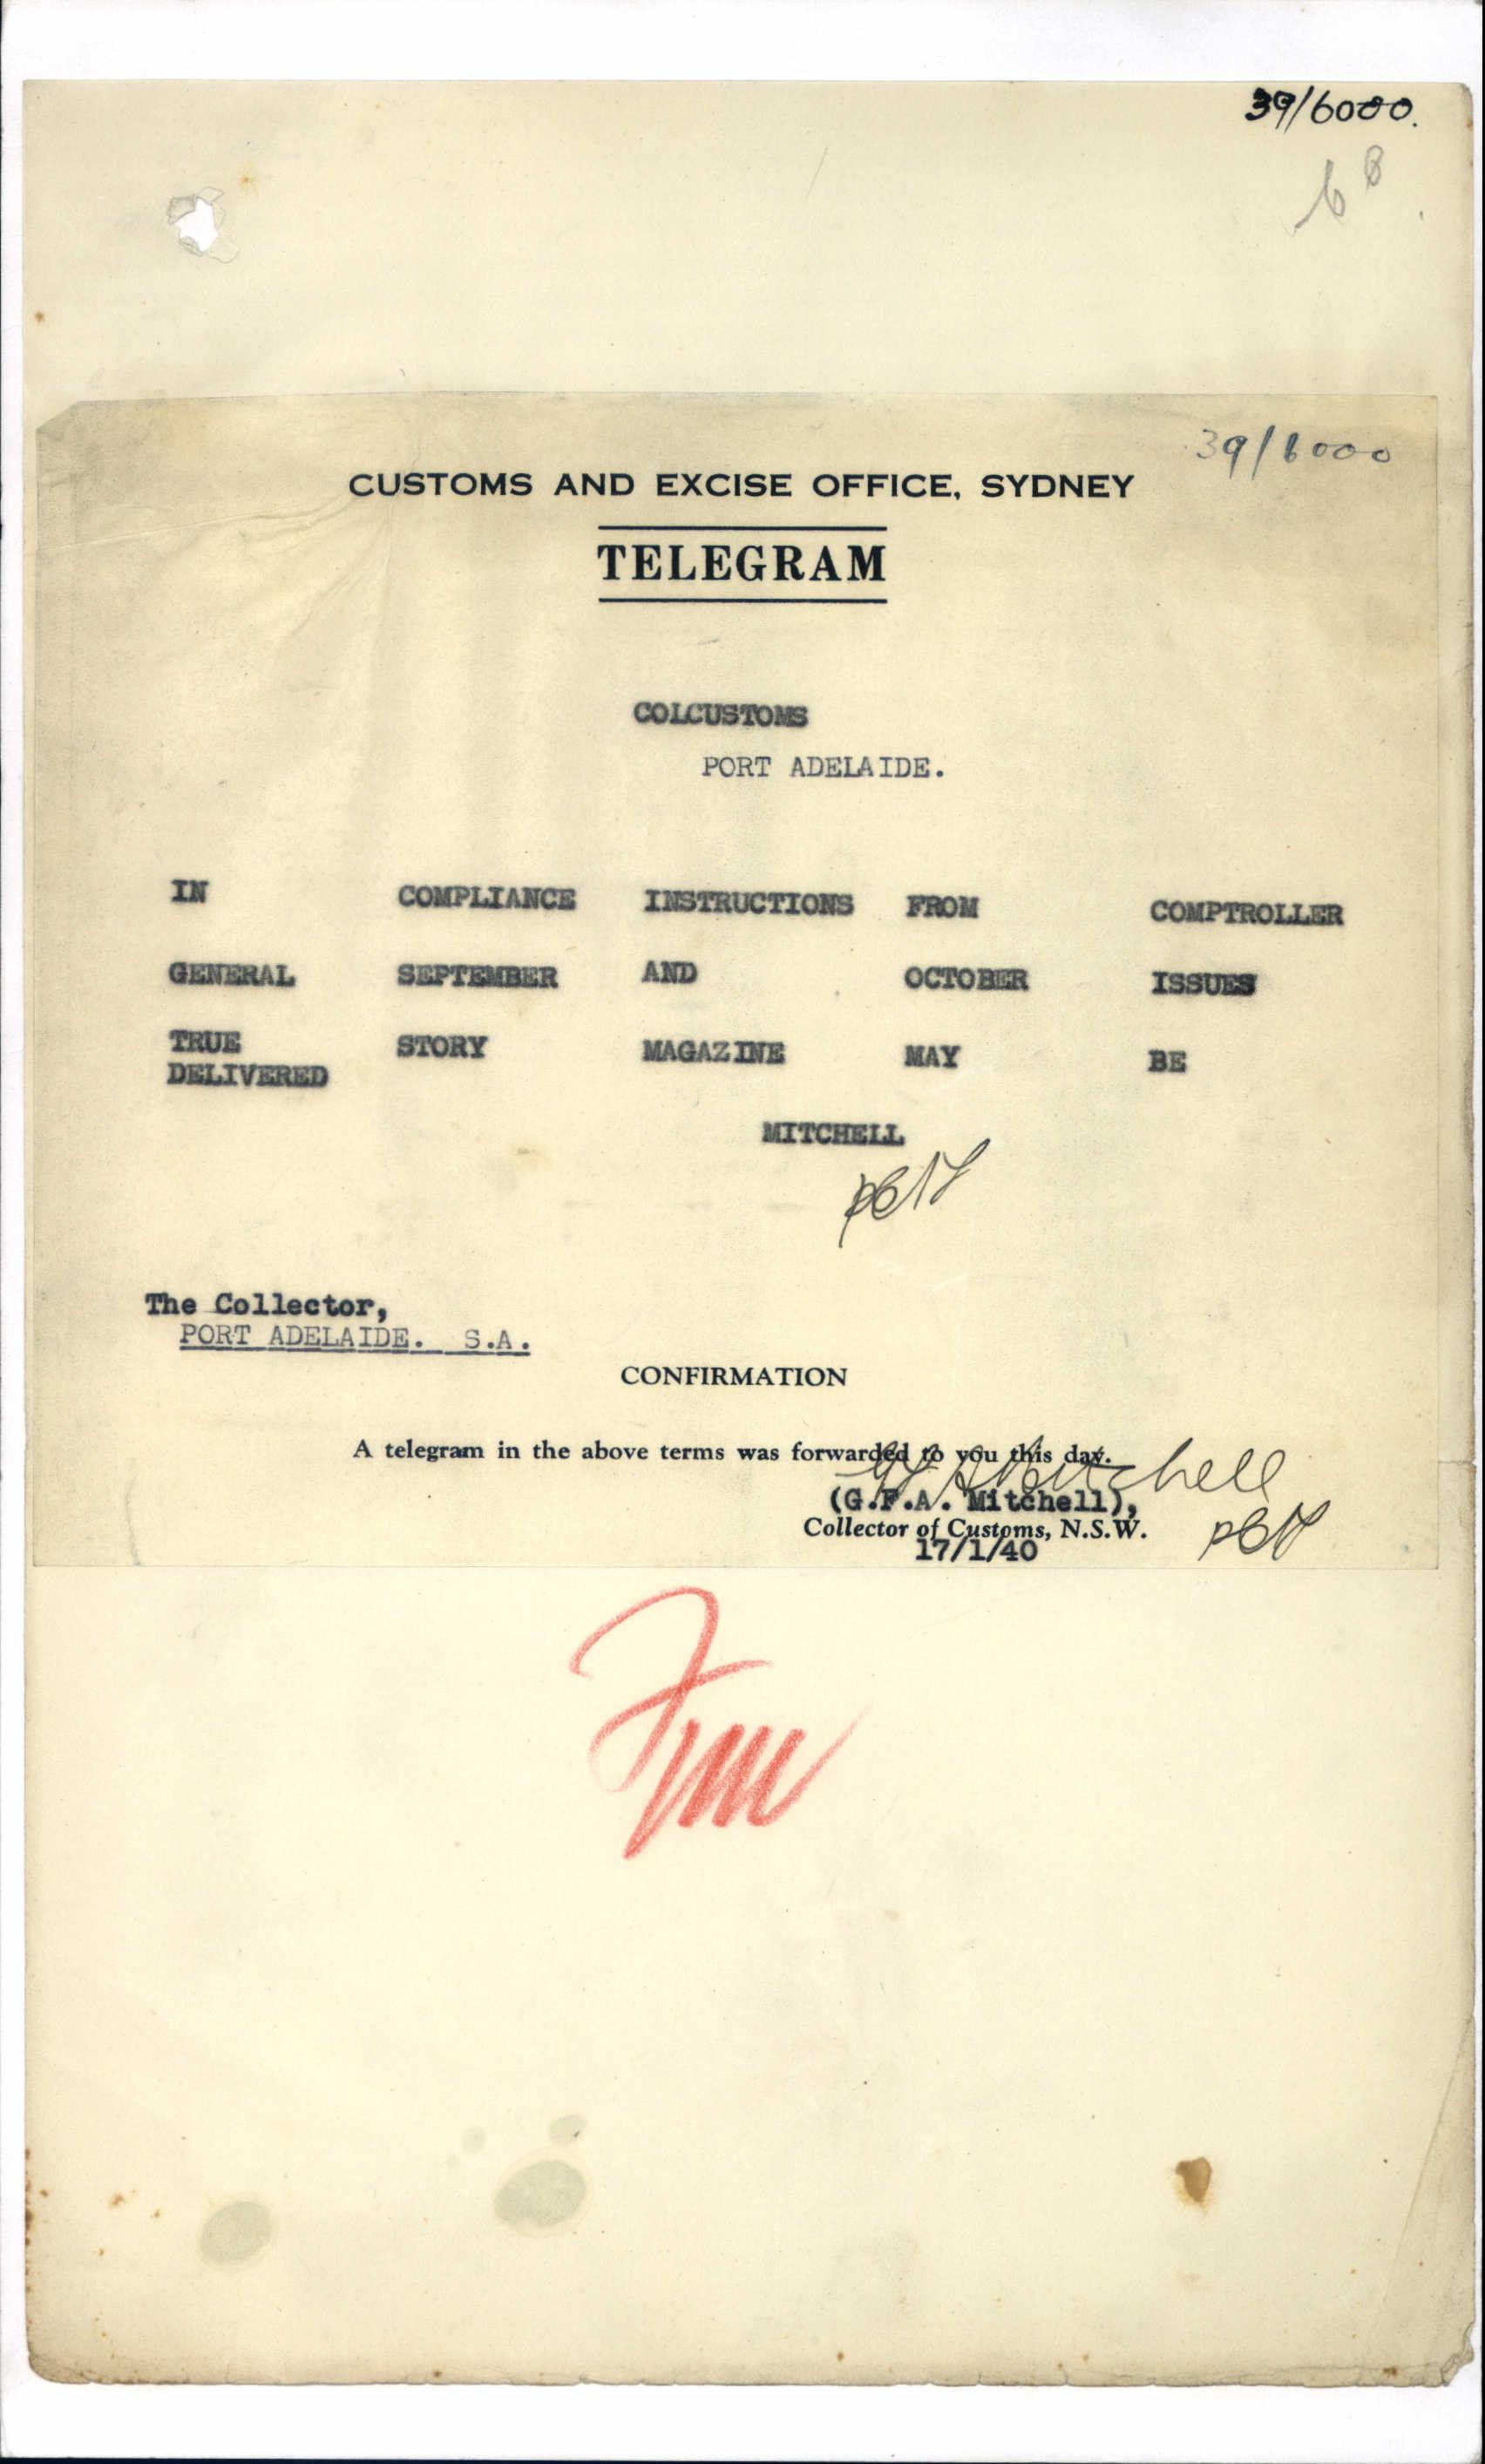 39/6000.
39/6000
CUSTOMS AND EXCISE OFFICE, SYDNEY
TELEGRAM
COLCUSTOMS
PORT ADELAIDE.
IN COMPLIANCE INSTRUCTIONS FROM COMPTROLLER
GENERAL SEPTEMBER AND OCTOBER ISSUES
TRUE STORY MAGAZINE MAY BE
DELIVERED
MITCHELL
The Collector,
PORT ADELAIDE. S.A.
CONFIRMATION
A telegram in the above terms was forwarded to you this day.
(G.F.A. Mitchell),
Collector of Customs, N.S.W.
17/1/40